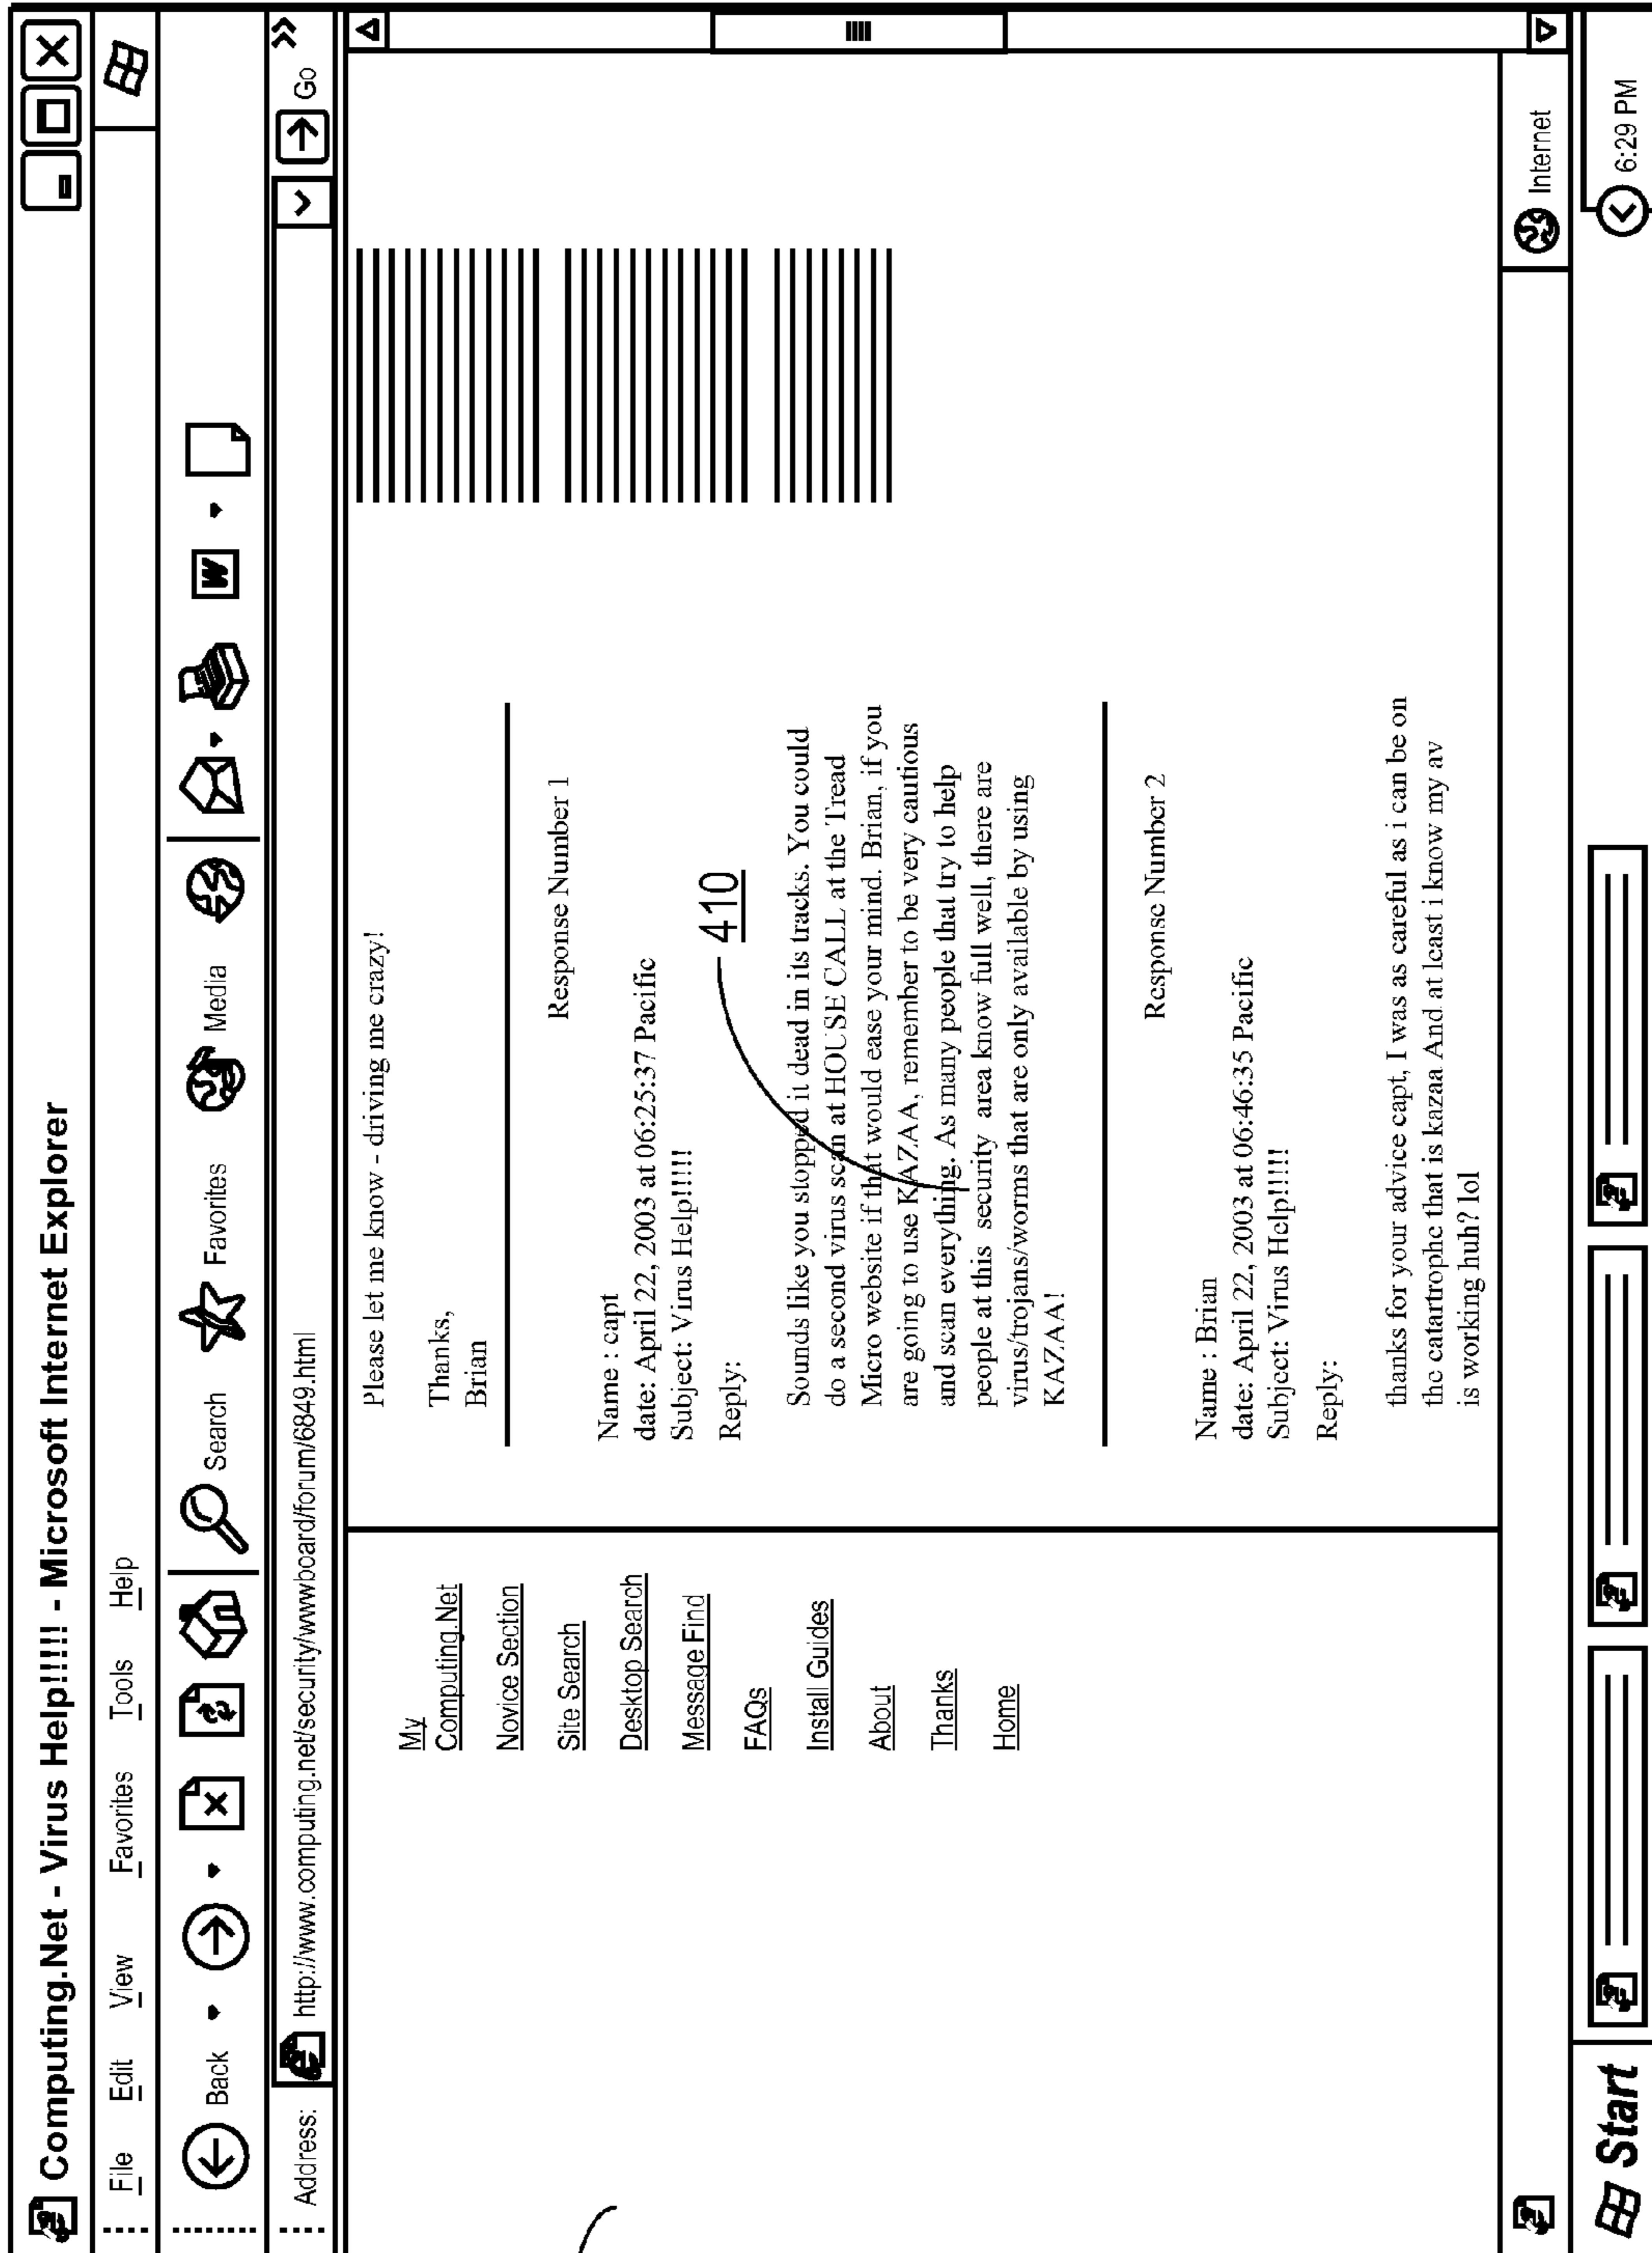 Computing.Net - Virus Help!!!!! - Microsoft Internet Explorer
File Edit View Favorites Tools Help
Back Search Favorites Media W
Address: http://www.computing.net/security/wwwboard/forum/6849.html Go
My
Computing.Net
Novice Section
Site Search
Desktop Search
Message Find
FAQs
Install Guides
About
Thanks
Home
Please let me know - driving me crazy!
Thanks,
Brian
Response Number 1
Name : capt
date: April 22, 2003 at 06:25:37 Pacific
Subject: Virus Help!!!!!
Reply:
410
Sounds like you stopped it dead in its tracks. You could
do a second virus scan at HOUSE CALL at the Tread
Micro website if that would ease your mind. Brian, if you
are going to use KAZAA, remember to be very cautious
and scan everything. As many people that try to help
people at this security area know full well, there are
virus/trojans/worms that are only available by using
KAZAA!
Response Number 2
Name : Brian
date: April 22, 2003 at 06:46:35 Pacific
Subject: Virus Help!!!!!
Reply:
thanks for your advice capt, I was as careful as i can be on
the catartrophe that is kazaa And at least i know my av
is working huh? lol
Internet
Start 6:29 PM